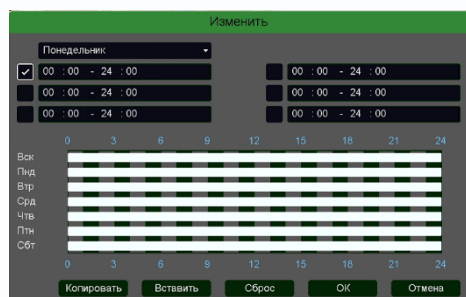 Изменить
Понедельник
00 : 00 - 24 : 00 00 : 00 - 24 : 00
00 : 00 - 24 : 00 00 : 00 - 24 : 00
00 : 00 - 24 : 00 00 : 00 - 24 : 00
0 3 6 9 12 15 18 21 24
Вск
Пнд
Втр
Срд
Чтв
Птн
Сбт
0 3 6 9 12 15 18 21 24
Копировать Вставить Сброс ОК Отмена